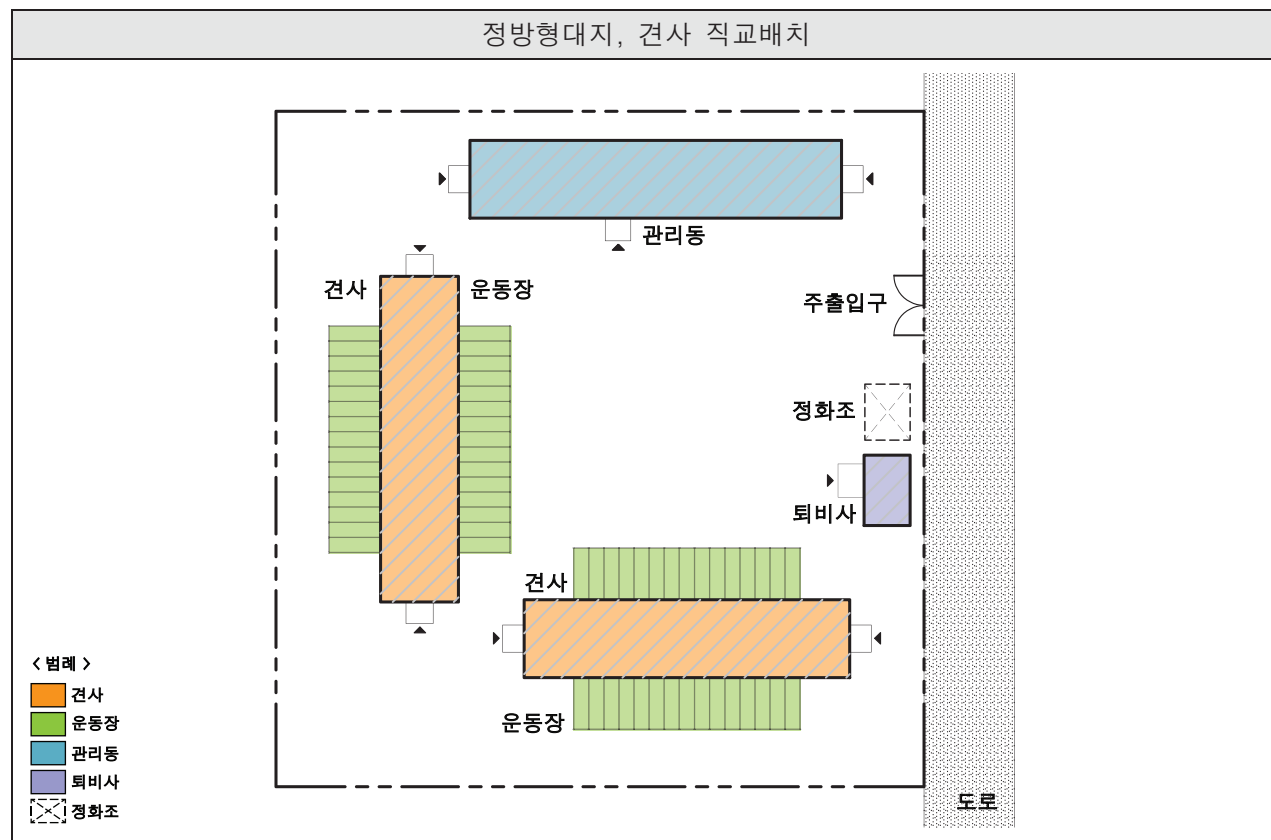 정방형대지, 견사 직교배치
관리동
견사
운동장
주출입구
정화조
퇴비사
견사
운동장
< 범례 >
견사
운동장
관리동
퇴비사
정화조
도로